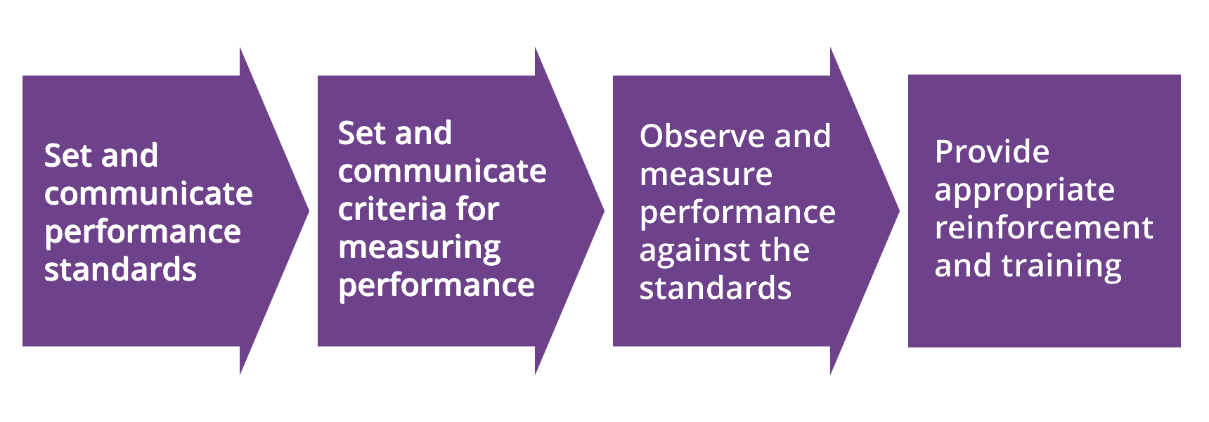 Set and
communicate
performance
standards
Set and
communicate
criteria for
measuring
performance
Observe and
measure
performance
against the
standards
Provide
appropriate
reinforcement
and training